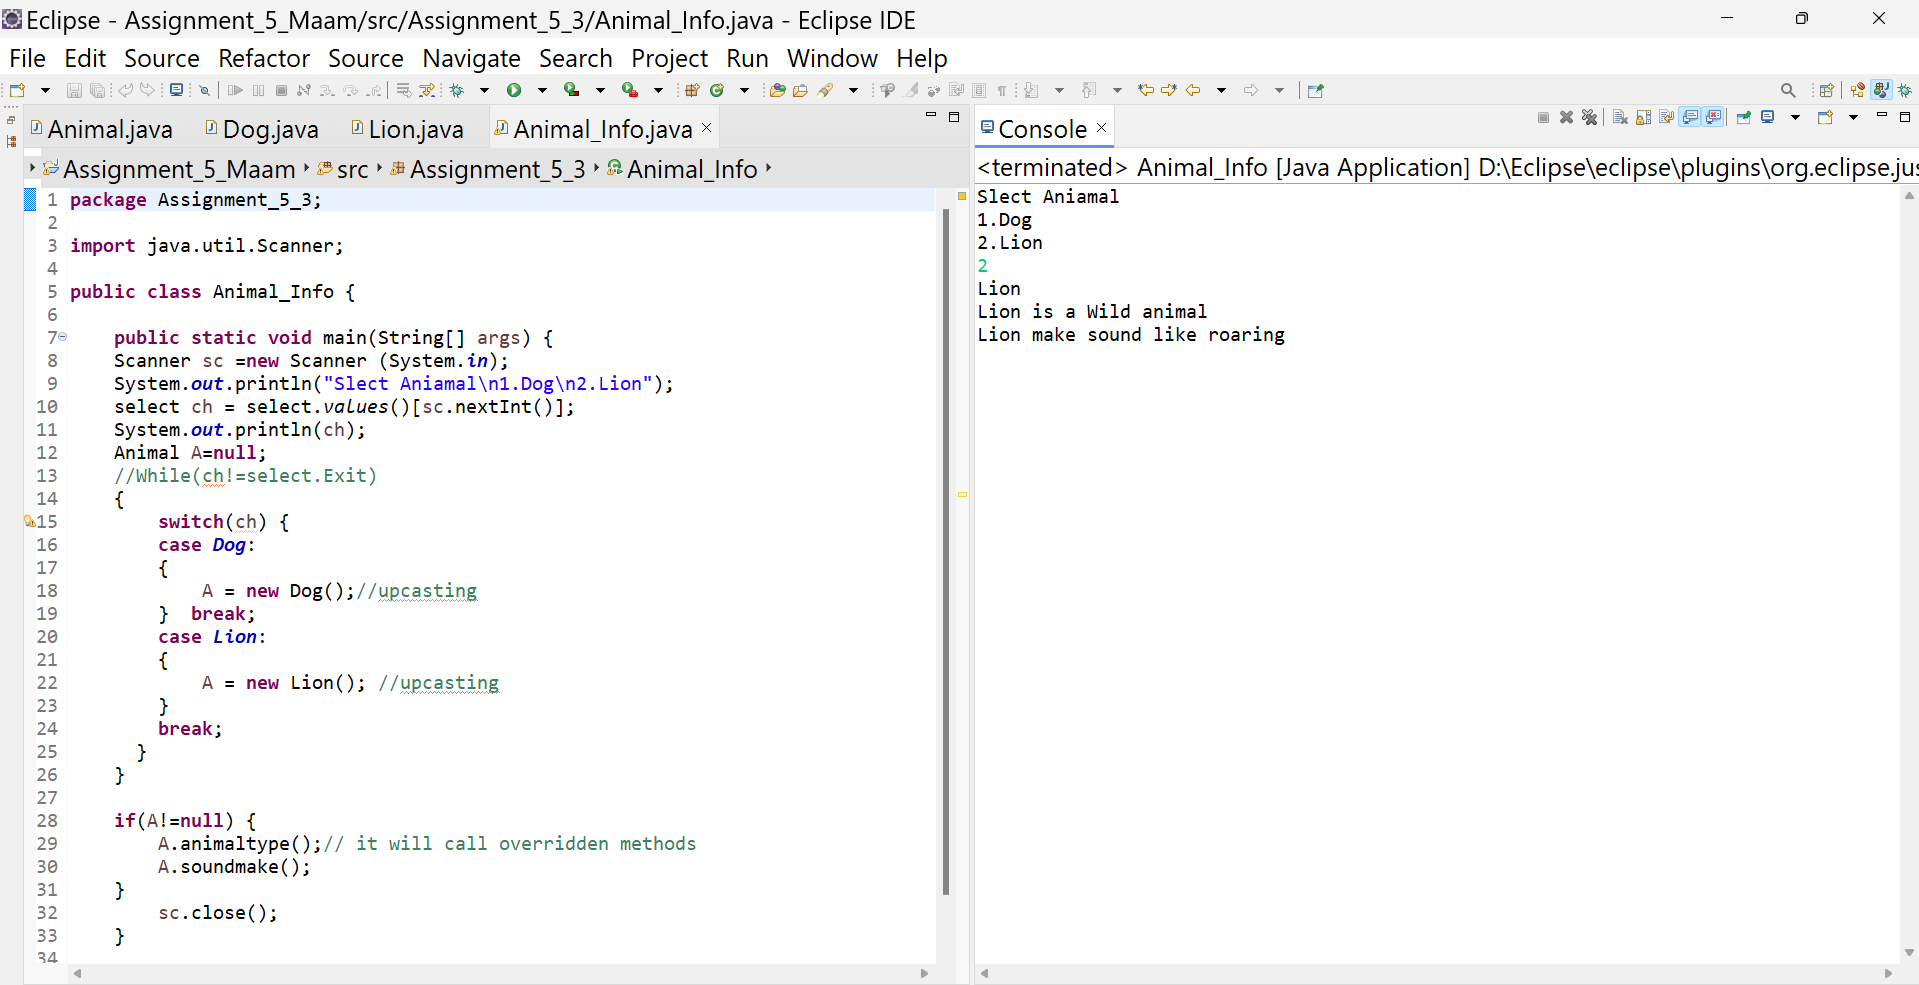 Eclipse - Assignment_5_Maam/src/Assignment_5_3/Animal_Info.java - Eclipse IDE
File Edit Source Refactor Source Navigate Search Project Run Window Help
Animal.java Dog.java Lion.java Animal_Info.java
Assignment_5_Maam src Assignment_5_3 Animal_Info
1 package Assignment_5_3;
2
3 import java.util.Scanner;
4
5 public class Animal_Info {
6
7 public static void main(String[] args) {
8 Scanner sc =new Scanner (System.in);
9 System.out.println("Slect Aniamal\n1.Dog\n2.Lion");
10 select ch = select.values()[sc.nextInt()];
11 System.out.println(ch);
12 Animal A=null;
13 //While(ch!=select.Exit)
14 {
15 switch(ch) {
16 case Dog:
17 {
18 A = new Dog();//upcasting
19 } break;
20 case Lion:
21 {
22 A = new Lion(); //upcasting
23 }
24 break;
25 }
26 }
27
28 if(A!=null) {
29 A.animaltype();// it will call overridden methods
30 A.soundmake();
31 }
32 sc.close();
33 }
34
Console
<terminated> Animal_Info [Java Application] D:\Eclipse\eclipse\plugins\org.eclipse.jus
Slect Aniamal
1.Dog
2.Lion
2
Lion
Lion is a Wild animal
Lion make sound like roaring